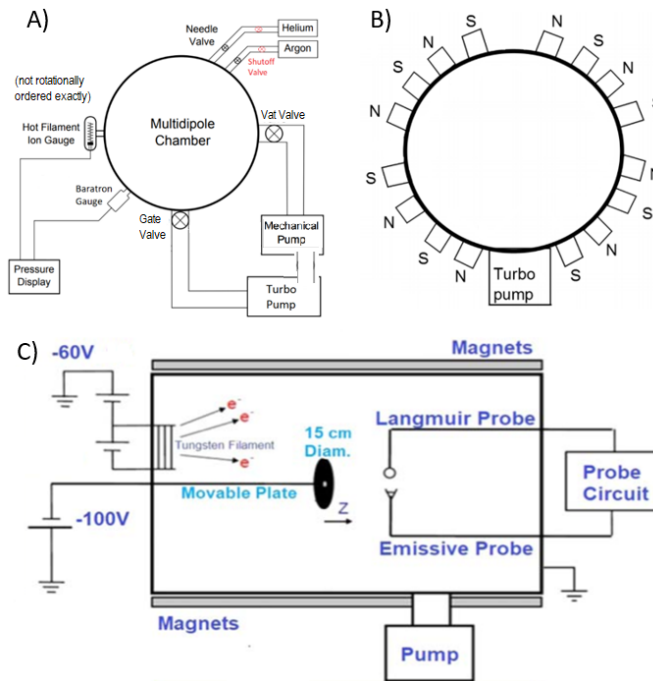 A)
Needle
Valve
Helium
Argon
Shutoff
Valve
(not rotationally
ordered exactly)
Hot Filament
Ion Gauge
Multidipole
Chamber
Vat Valve
Baratron
Gauge
Gate
Valve
Mechanical
Pump
Pressure
Display
Turbo
Pump
B)
S
N
N
S
S
N
N
S
S
N
N
S
S
N
N
S
Turbo
pump
C)
-60V
Magnets
e-
e-
Tungsten Filament
e-
15 cm
Diam.
Langmuir Probe
Probe
Circuit
Movable Plate
-100V
Z
Emissive Probe
Magnets
Pump